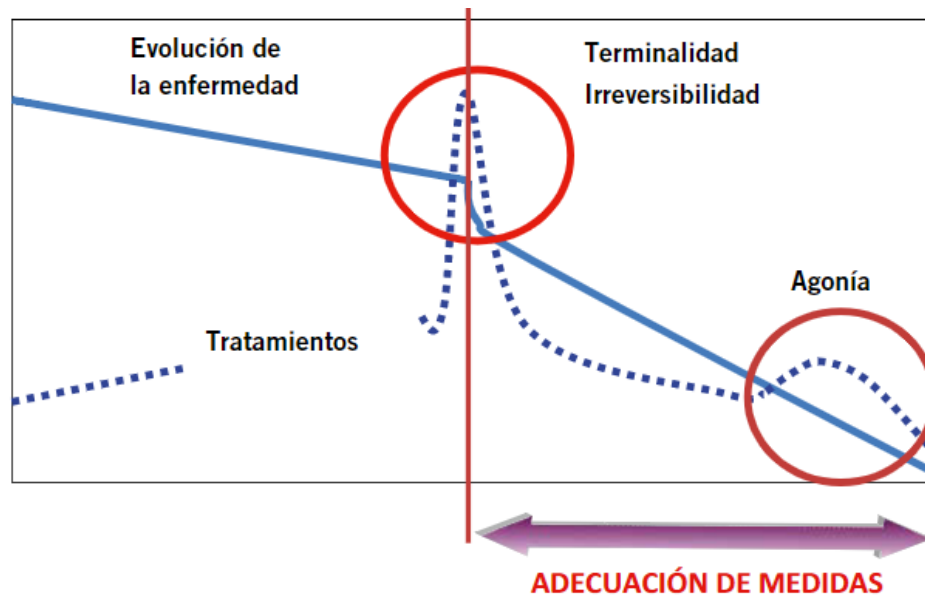 Evolución de
la enfermedad
Terminalidad
Irreversibilidad
Agonía
Tratamientos
ADECUACIÓN DE MEDIDAS